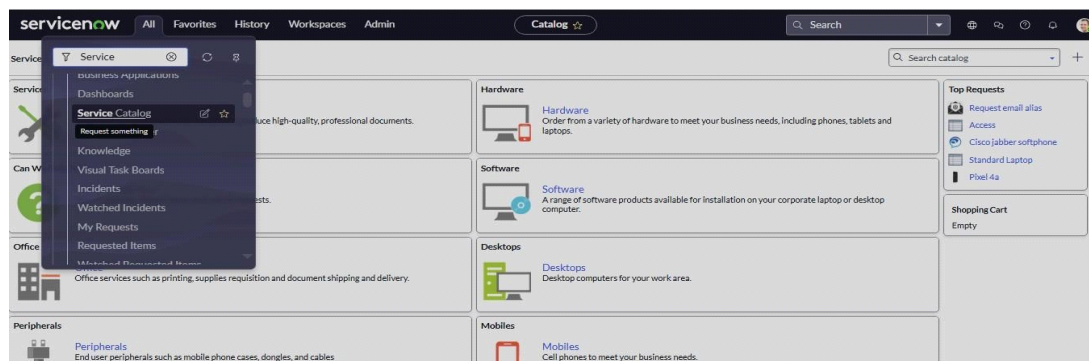 servicenow All Favorites History Workspaces Admin Catalog Search
Service
Service
Search catalog
Business Applications
Dashboards
Service Catalog
Request something
Knowledge
Visual Task Boards
Incidents
Watched Incidents
My Requests
Requested Items
Watched Requested Items
Service
uce high-quality, professional documents.
Hardware
Hardware
Order from a variety of hardware to meet your business needs, including phones, tablets and
laptops.
Top Requests
Request email alias
Access
Cisco jabber softphone
Standard Laptop
Pixel 4a
Can W
ests.
Software
Software
A range of software products available for installation on your corporate laptop or desktop
computer.
Shopping Cart
Empty
Office
Office services such as printing, supplies requisition and document shipping and delivery.
Desktops
Desktops
Desktop computers for your work area.
Peripherals
Peripherals
End user peripherals such as mobile phone cases, dongles, and cables
Mobiles
Mobiles
Cell phones to meet your business needs.